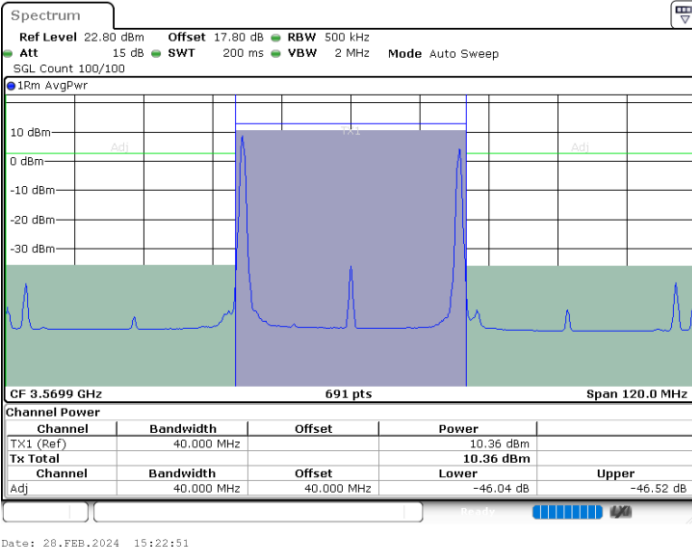 Spectrum
Ref Level 22.80 dBm Offset 17.80 dB RBW 500 kHz
Att 15 dB SWT 200 ms VBW 2 MHz Mode Auto Sweep
SGL Count 100/100
1Rm AvgPwr
TX1
10 dBm
Adj Adj
0 dBm
-10 dBm
-20 dBm
-30 dBm
CF 3.5699 GHz 691 pts Span 120.0 MHz
Channel Power
Channel Bandwidth Offset Power
TX1 (Ref) 40.000 MHz 10.36 dBm
Tx Total 10.36 dBm
Channel Bandwidth Offset Lower Upper
Adj 40.000 MHz 40.000 MHz -46.04 dB -46.52 dB
Ready
Date: 28.FEB.2024 15:22:51